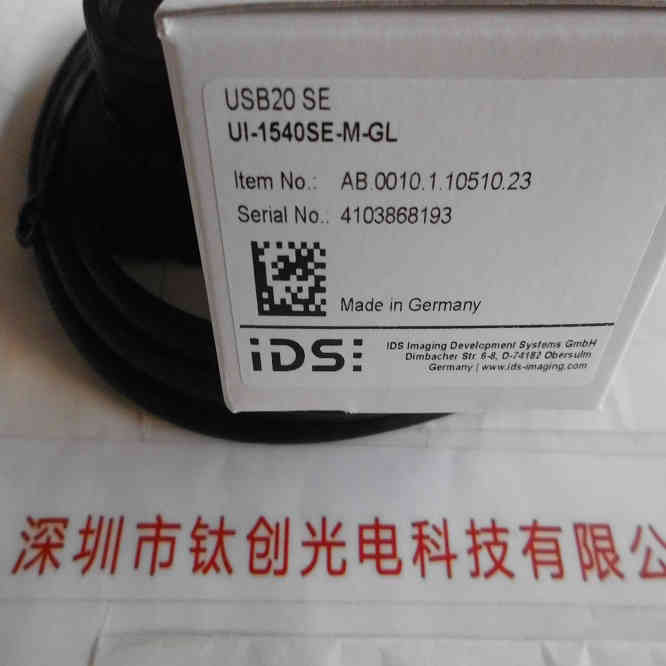 USB20 SE
UI-1540SE-M-GL
Item No.: AB.0010.1.10510.23
Serial No.: 4103868193
Made in Germany
iDS:
IDS Imaging Development Systems GmbH
Dimbacher Str. 6-8, D-74182 Obersulm
Germany | www.ids-imaging.com
深圳市钛创光电科技有限公